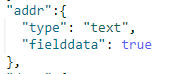 "addr":{
  "type": "text",
  "fielddata": true
},